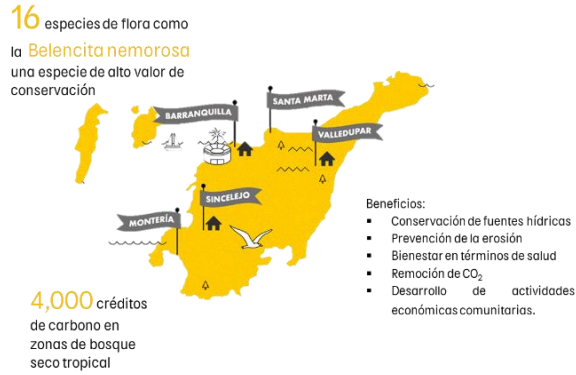 16 especies de flora como
la Belencita nemorosa
una especie de alto valor de
conservación
BARRANQUILLA
SANTA MARTA
VALLEDUPAR
SINCELEJO
MONTERÍA
Beneficios:
▪ Conservación de fuentes hídricas
▪ Prevención de la erosión
▪ Bienestar en términos de salud
▪ Remoción de CO₂
▪ Desarrollo de actividades
económicas comunitarias.
4,000 créditos
de carbono en
zonas de bosque
seco tropical